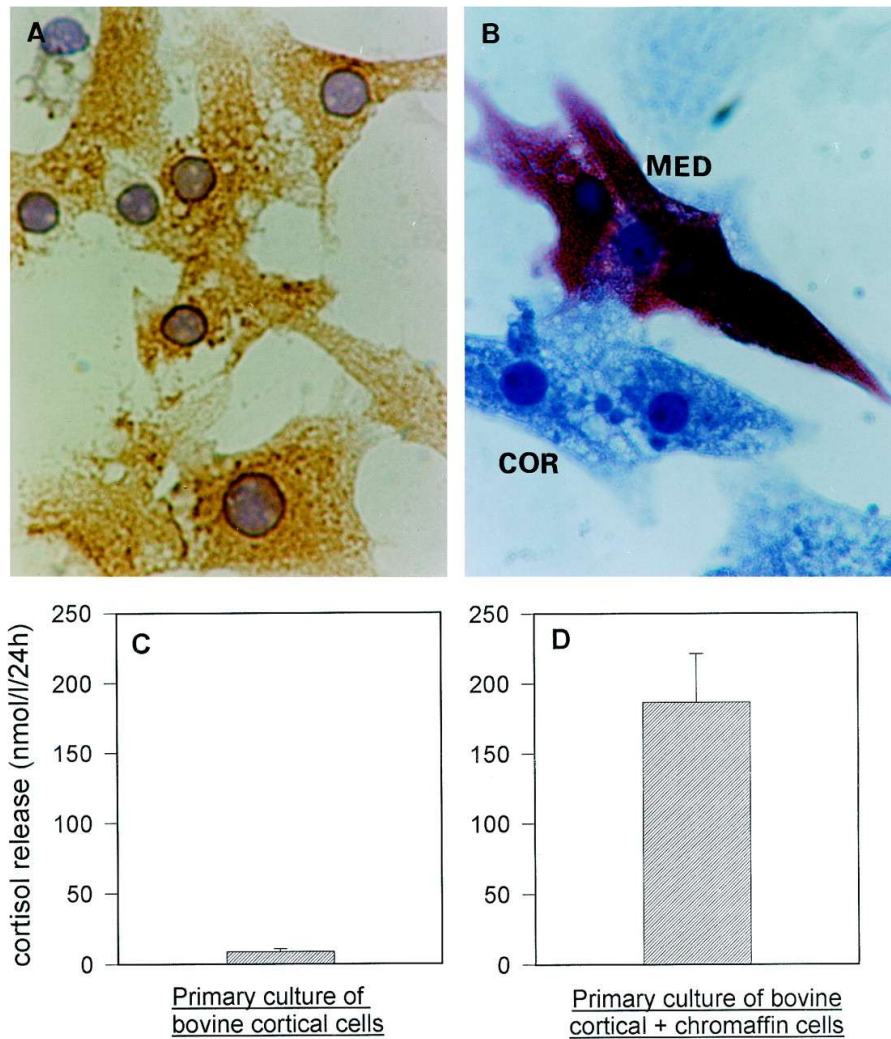 A
B
MED
COR
cortisol release (nmol/l/24h)
250
200
150
100
50
0
C
Primary culture of
bovine cortical cells
250
200
150
100
50
0
D
Primary culture of bovine
cortical + chromaffin cells